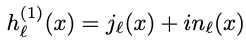 h_ℓ^{(1)}(x) = j_ℓ(x) + in_ℓ(x)